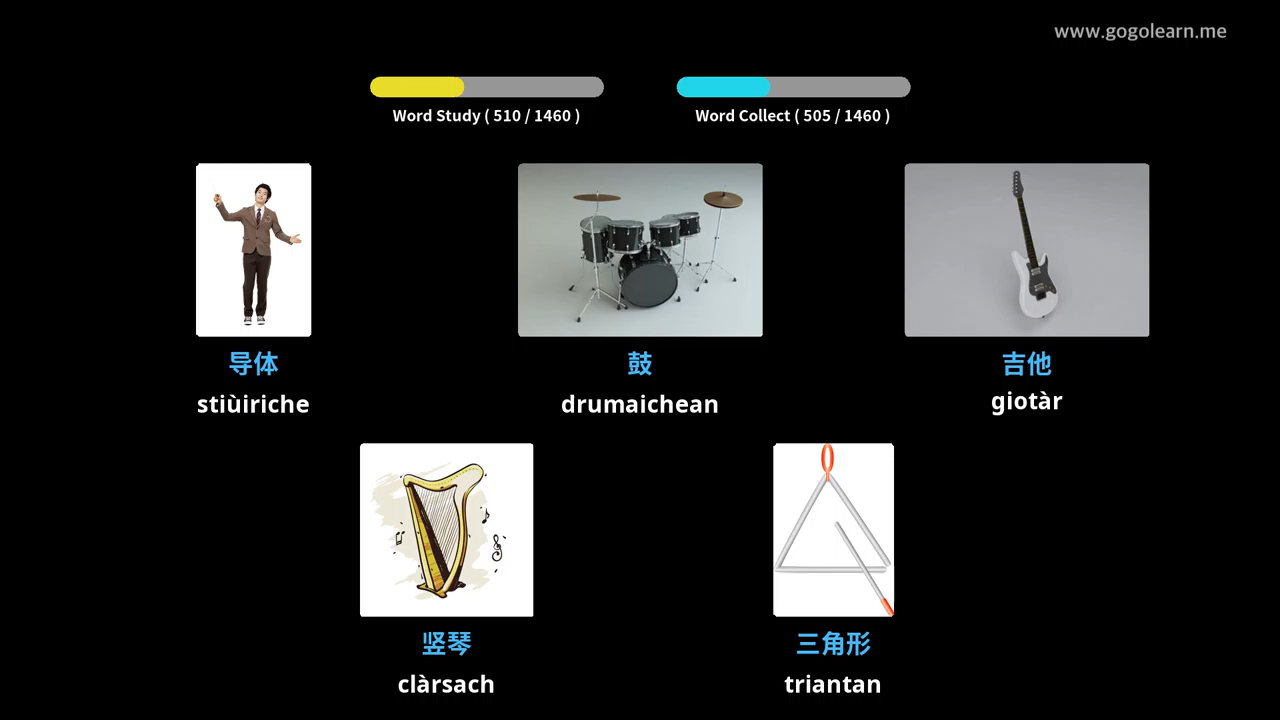 www.gogolearn.me
Word Study ( 510 / 1460 )
Word Collect ( 505 / 1460 )
导体
stiùiriche
鼓
drumaichean
吉他
giotàr
竖琴
clàrsach
三角形
triantan